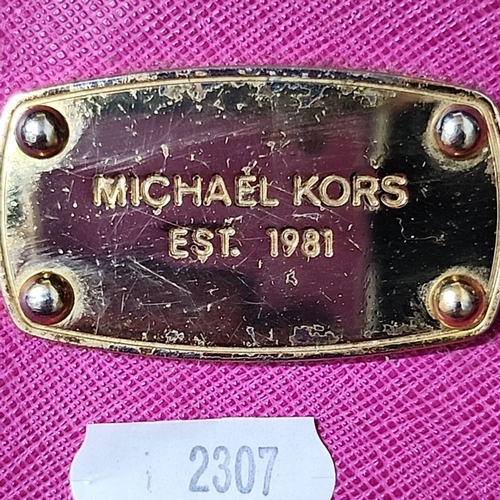 MICHAEL KORS
EST. 1981
2307